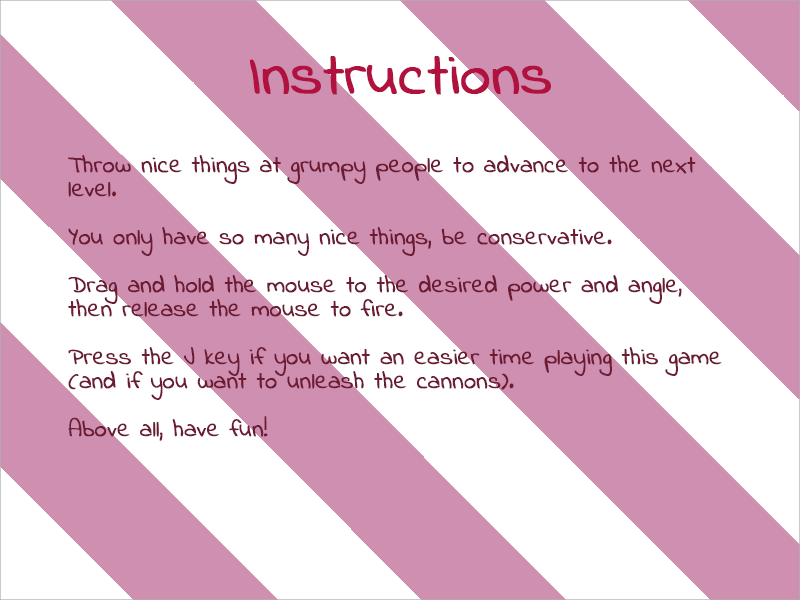 Instructions
Throw nice things at grumpy people to advance to the next
level.
You only have so many nice things, be conservative.
Drag and hold the mouse to the desired power and angle,
then release the mouse to fire.
Press the J key if you want an easier time playing this game
(and if you want to unleash the cannons).
Above all, have fun!